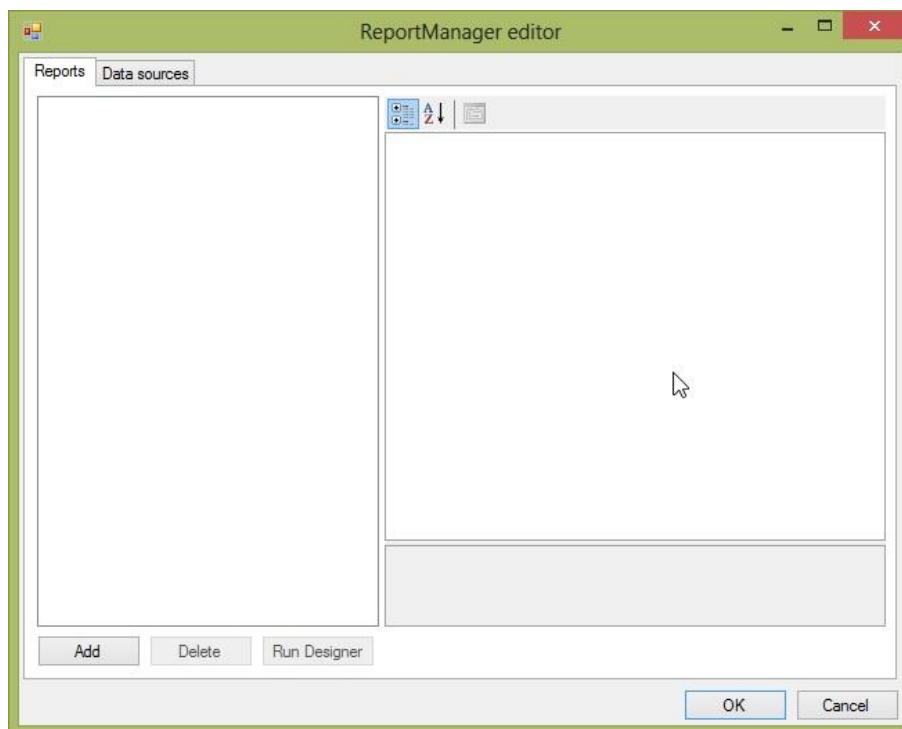 ReportManager editor
Reports Data sources
A
Z
Add Delete Run Designer
OK Cancel